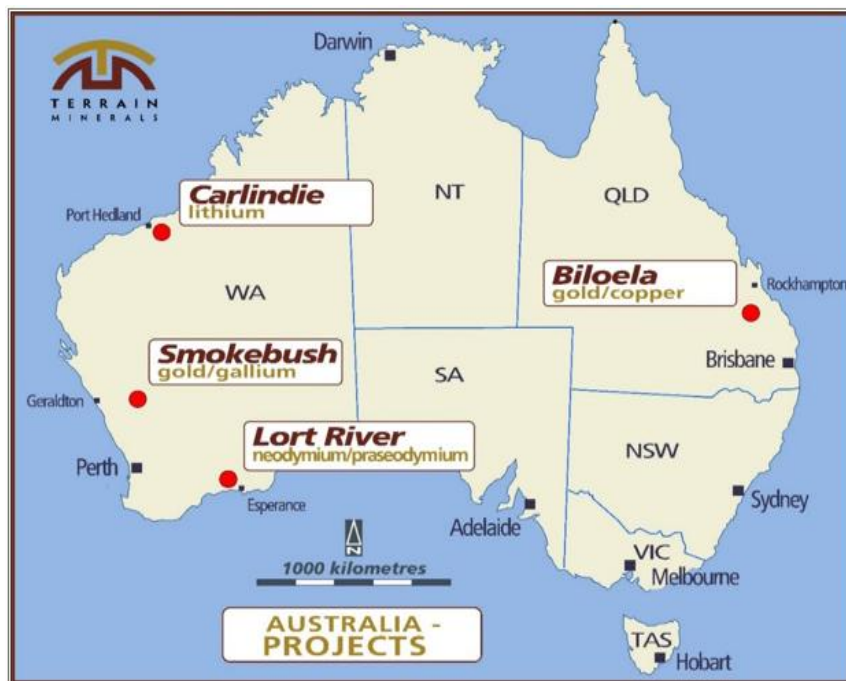 TERRAIN
MINERALS
Darwin
Carlindie
lithium
Port Hedland
NT
QLD
WA
Biloela
gold/copper
Rockhampton
Smokebush
gold/gallium
SA
Brisbane
Geraldton
Lort River
neodymium/praseodymium
NSW
Perth
Esperance
Adelaide
Sydney
N
1000 kilometres
VIC
Melbourne
AUSTRALIA -
PROJECTS
TAS
Hobart